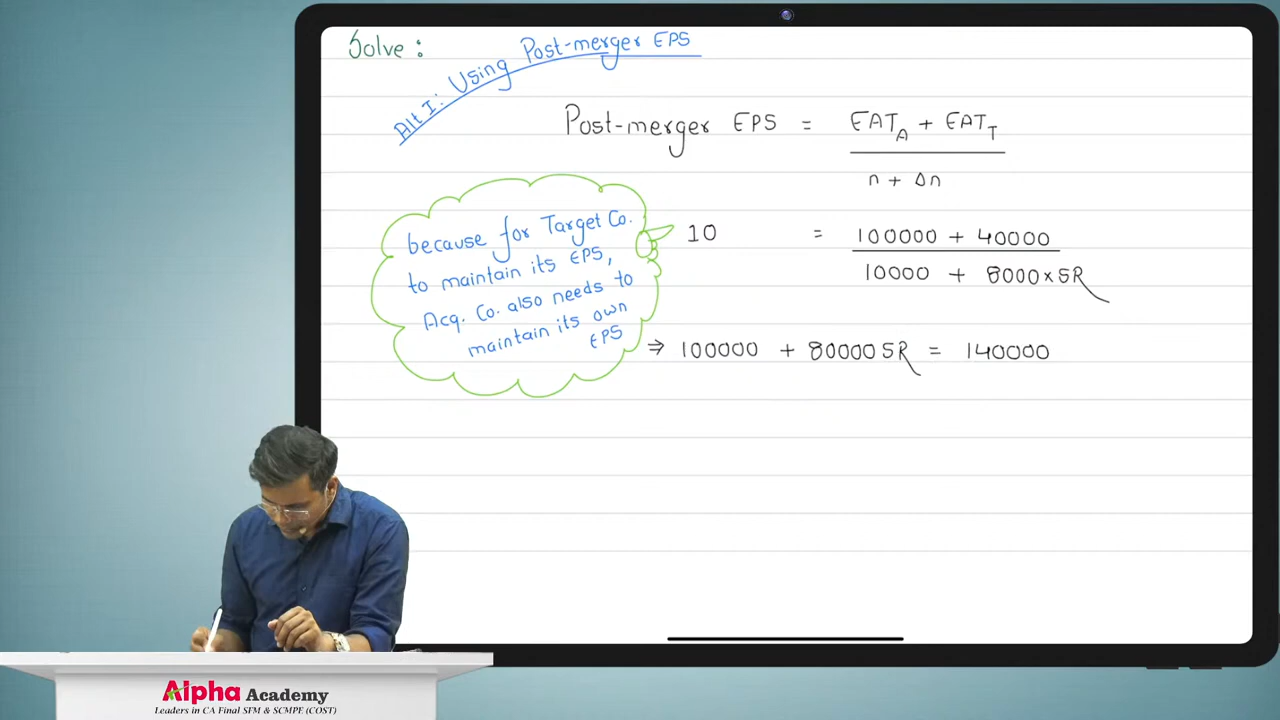 Solve :
Alt I: Using Post-merger EPS
Post-merger EPS = EAT_A + EAT_T
n + Δn
because for Target Co.
to maintain its EPS,
Acq. Co. also needs to
maintain its own
EPS
10 = 100000 + 40000
10000 + 8000×SR
⇒ 100000 + 80000 SR = 140000
Alpha Academy
Leaders in CA Final SFM & SCMPE (COST)